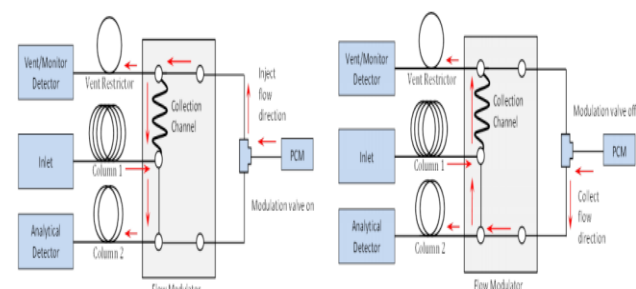 Vent/Monitor
Detector
Vent Restrictor
Inject
flow
direction
Collection
Channel
Inlet
Column 1
PCM
Modulation valve on
Analytical
Detector
Column 2
Flow Modulator
Vent/Monitor
Detector
Vent Restrictor
Collection
Channel
Modulation valve off
Inlet
Column 1
PCM
Collect
flow
direction
Analytical
Detector
Column 2
Flow Modulator